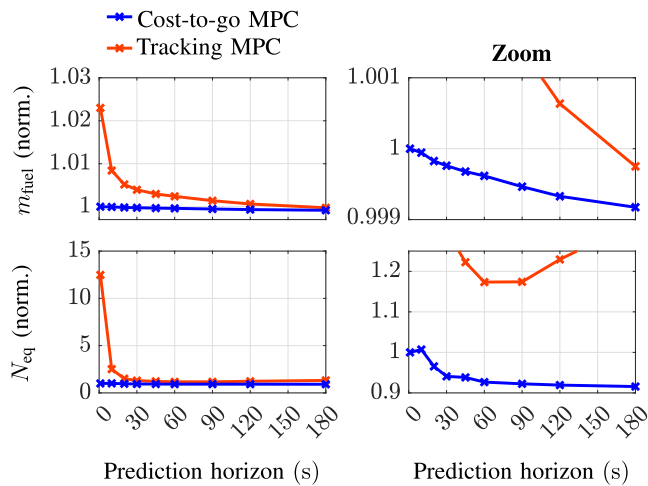 Cost-to-go MPC
Tracking MPC
Zoom
m_fuel (norm.)
1.03
1.02
1.01
1
1.001
1
0.999
N_eq (norm.)
15
10
5
0
1.2
1.1
1
0.9
0 30 60 90 120 150 180
0 30 60 90 120 150 180
Prediction horizon (s)
Prediction horizon (s)